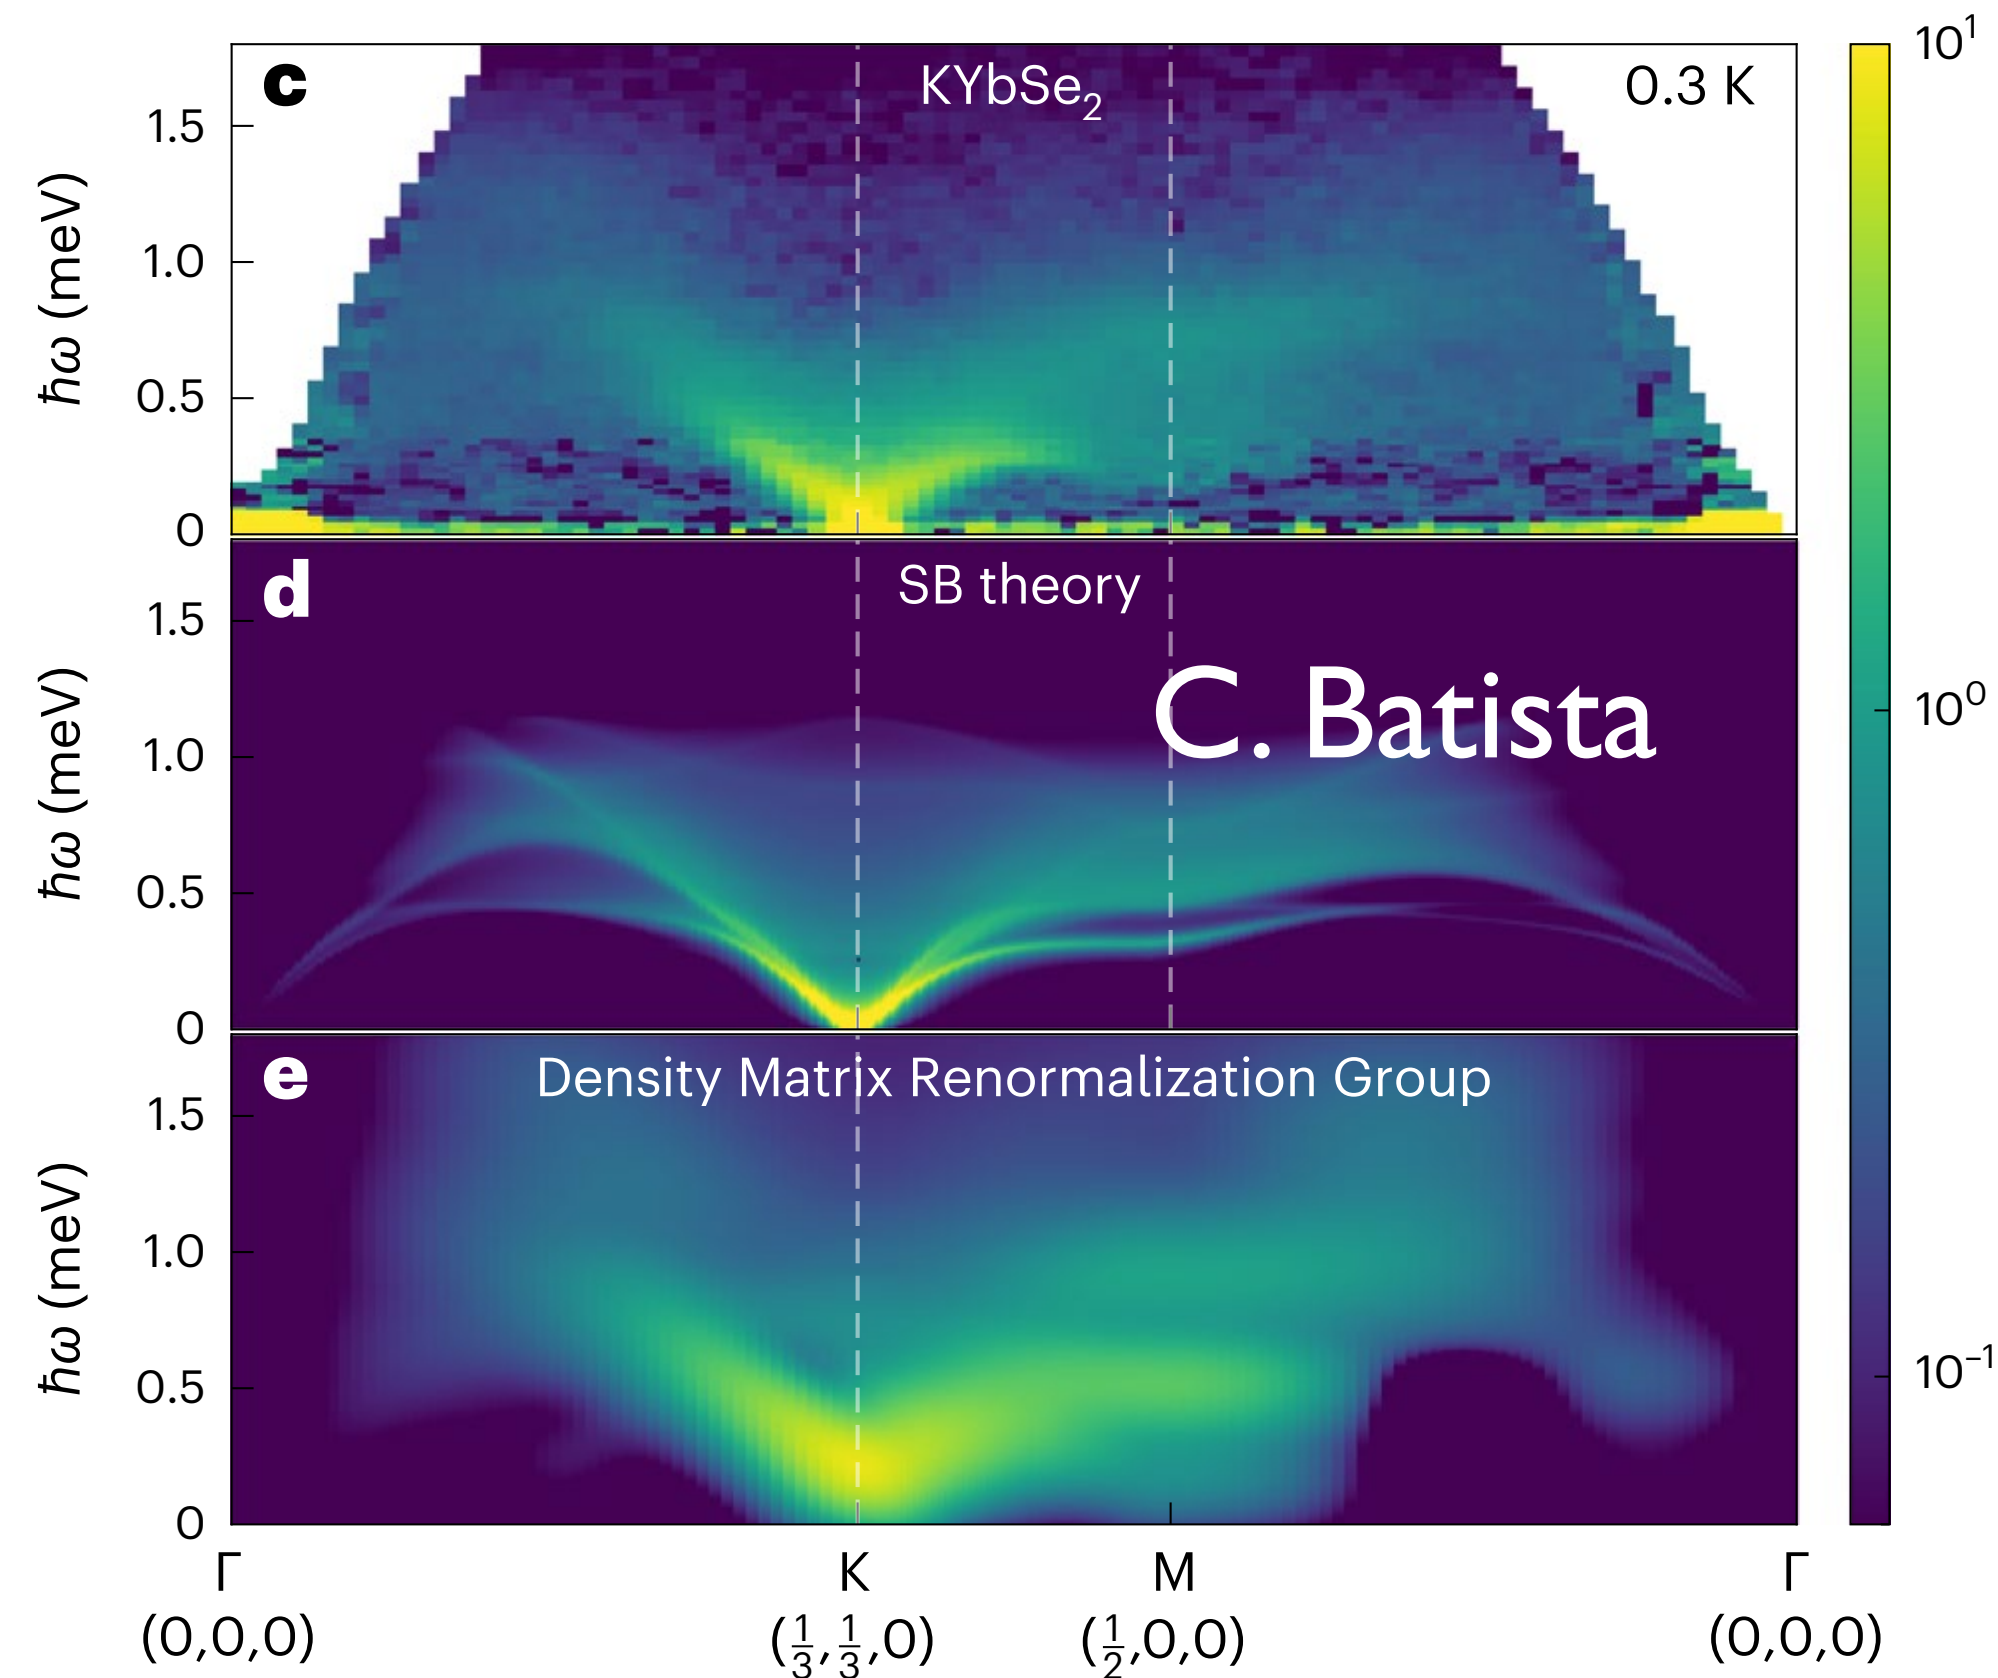 c
KYbSe₂
0.3 K
10¹
1.5
1.0
0.5
0
ħω (meV)
d
SB theory
C. Batista
1.5
1.0
0.5
0
ħω (meV)
10⁰
e
Density Matrix Renormalization Group
1.5
1.0
0.5
0
ħω (meV)
10⁻¹
Γ K M Γ
(0,0,0) (1/3,1/3,0) (1/2,0,0) (0,0,0)